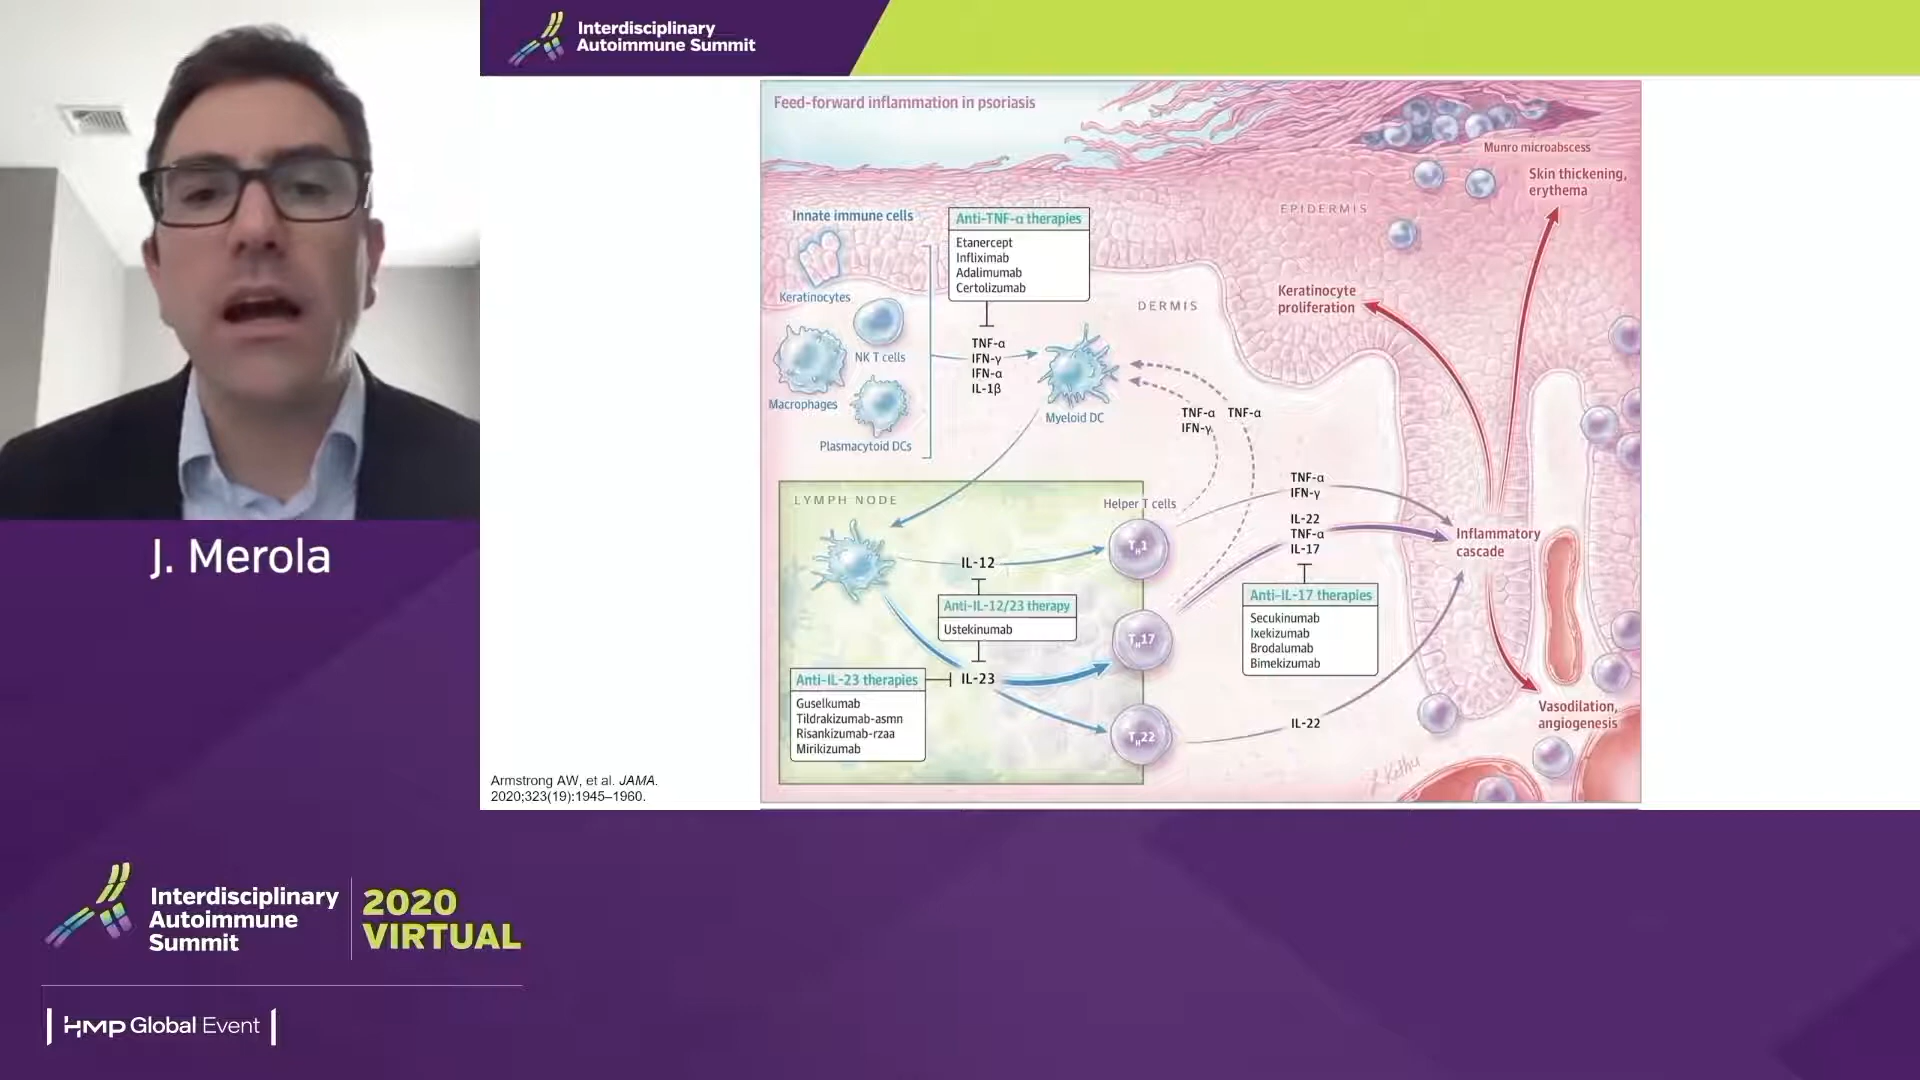 Interdisciplinary
Autoimmune Summit
J. Merola
Feed-forward inflammation in psoriasis
Munro microabscess
Skin thickening,
erythema
EPIDERMIS
Innate immune cells
Keratinocytes
NK T cells
Macrophages
Plasmacytoid DCs
Anti-TNF-α therapies
Etanercept
Infliximab
Adalimumab
Certolizumab
DERMIS
Keratinocyte
proliferation
TNF-α
IFN-γ
IFN-α
IL-1β
Myeloid DC
TNF-α
IFN-γ
TNF-α
LYMPH NODE
Helper T cells
TH1
TH17
TH22
IL-12
Anti-IL-12/23 therapy
Ustekinumab
IL-23
Anti-IL-23 therapies
Guselkumab
Tildrakizumab-asmn
Risankizumab-rzaa
Mirikizumab
TNF-α
IFN-γ
IL-22
TNF-α
IL-17
Anti-IL-17 therapies
Secukinumab
Ixekizumab
Brodalumab
Bimekizumab
IL-22
Inflammatory
cascade
Vasodilation,
angiogenesis
Armstrong AW, et al. JAMA.
2020;323(19):1945–1960.
Interdisciplinary
Autoimmune
Summit
2020
VIRTUAL
HMP Global Event